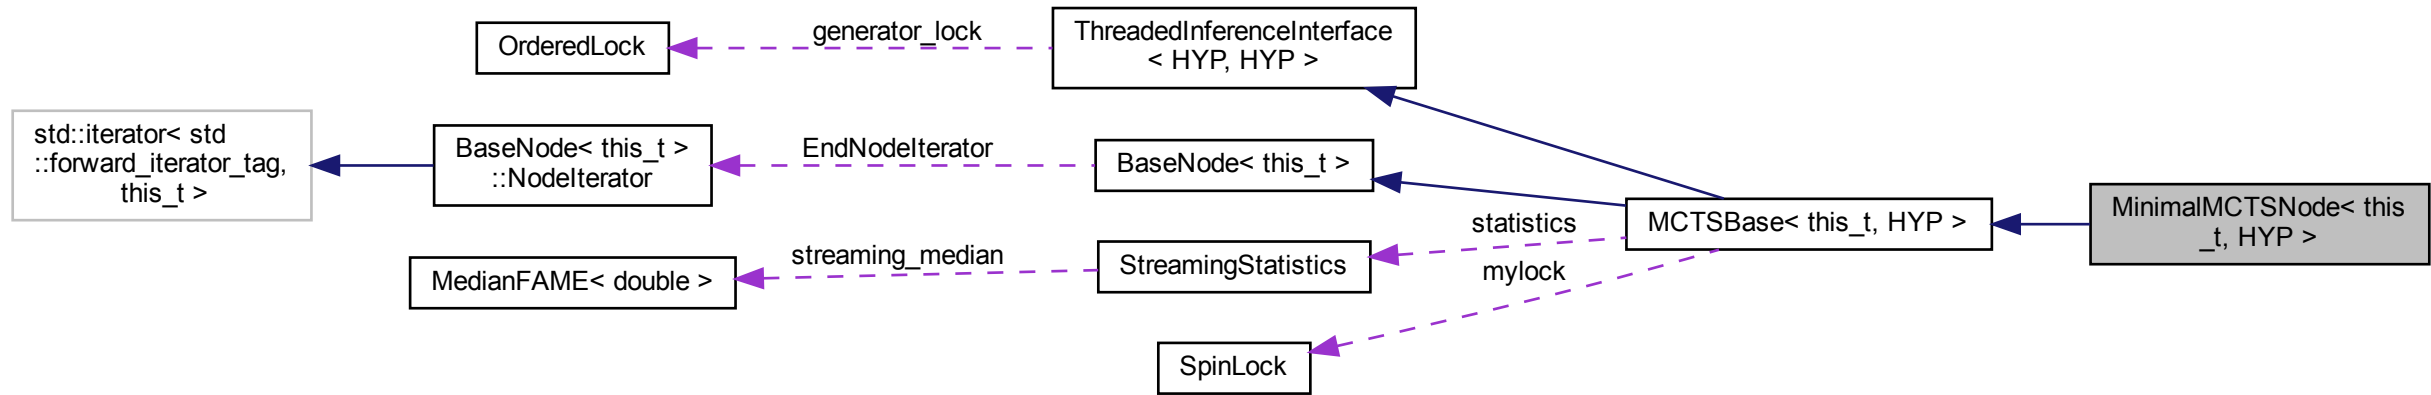 OrderedLock
generator_lock
ThreadedInferenceInterface
< HYP, HYP >
std::iterator< std
::forward_iterator_tag,
this_t >
BaseNode< this_t >
::NodeIterator
EndNodeIterator
BaseNode< this_t >
MedianFAME< double >
streaming_median
StreamingStatistics
statistics
mylock
SpinLock
MCTSBase< this_t, HYP >
MinimalMCTSNode< this
_t, HYP >